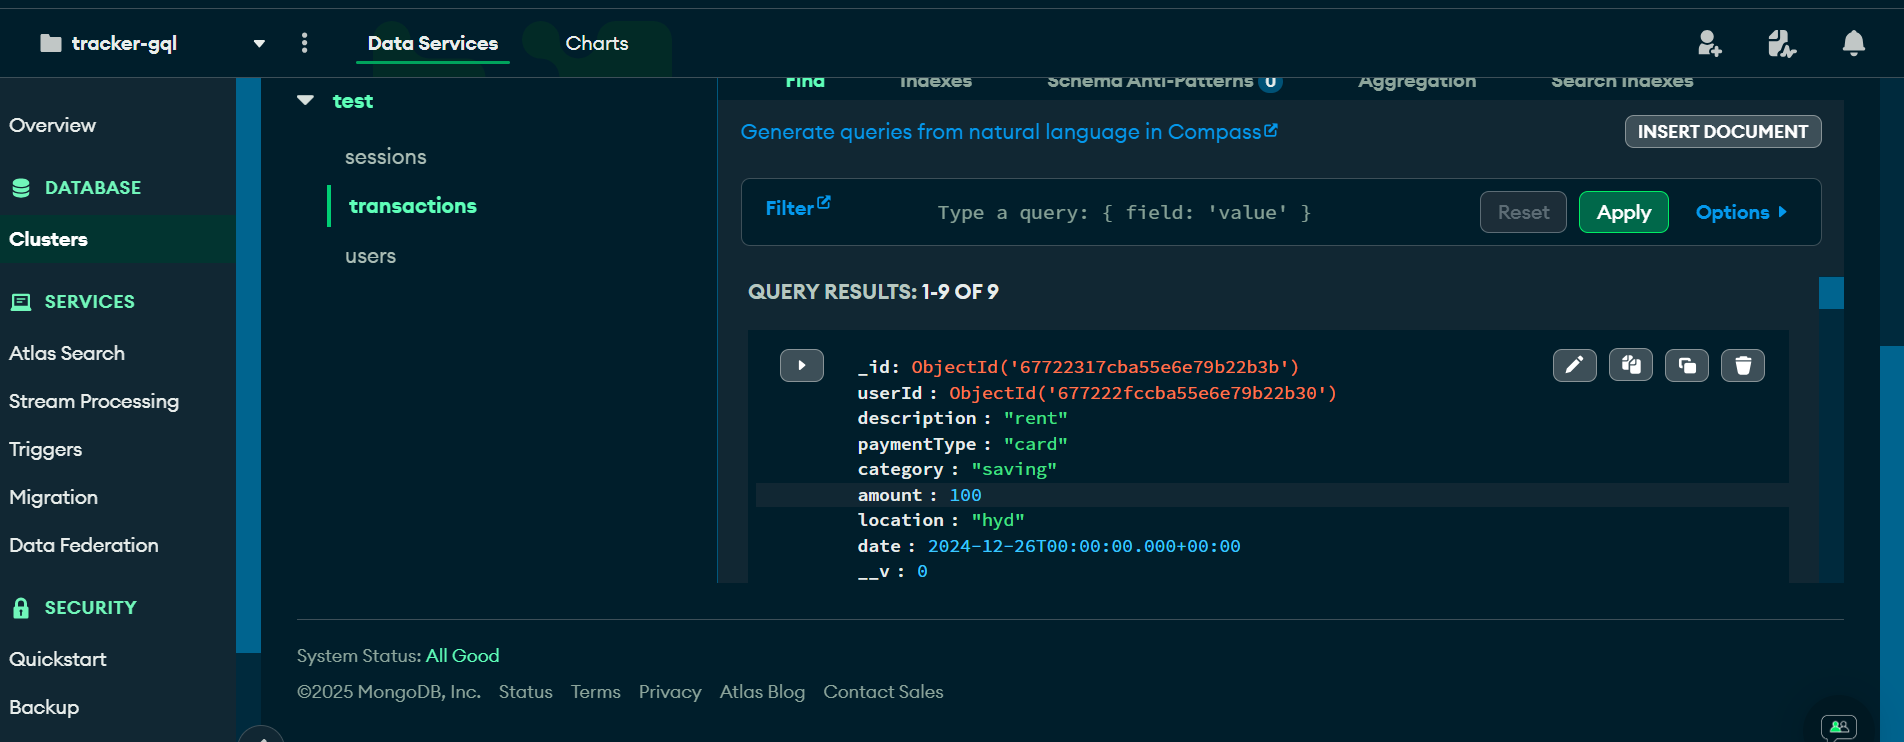 tracker-gql
Data Services
Charts
Overview
DATABASE
Clusters
SERVICES
Atlas Search
Stream Processing
Triggers
Migration
Data Federation
SECURITY
Quickstart
Backup
test
sessions
transactions
users
Find Indexes Schema Anti-Patterns 0 Aggregation Search Indexes
Generate queries from natural language in Compass
INSERT DOCUMENT
Filter Type a query: { field: 'value' } Reset Apply Options
QUERY RESULTS: 1-9 OF 9
_id: ObjectId('67722317cba55e6e79b22b3b')
userId : ObjectId('677222fccba55e6e79b22b30')
description : "rent"
paymentType : "card"
category : "saving"
amount : 100
location : "hyd"
date : 2024-12-26T00:00:00.000+00:00
__v : 0
System Status: All Good
©2025 MongoDB, Inc. Status Terms Privacy Atlas Blog Contact Sales